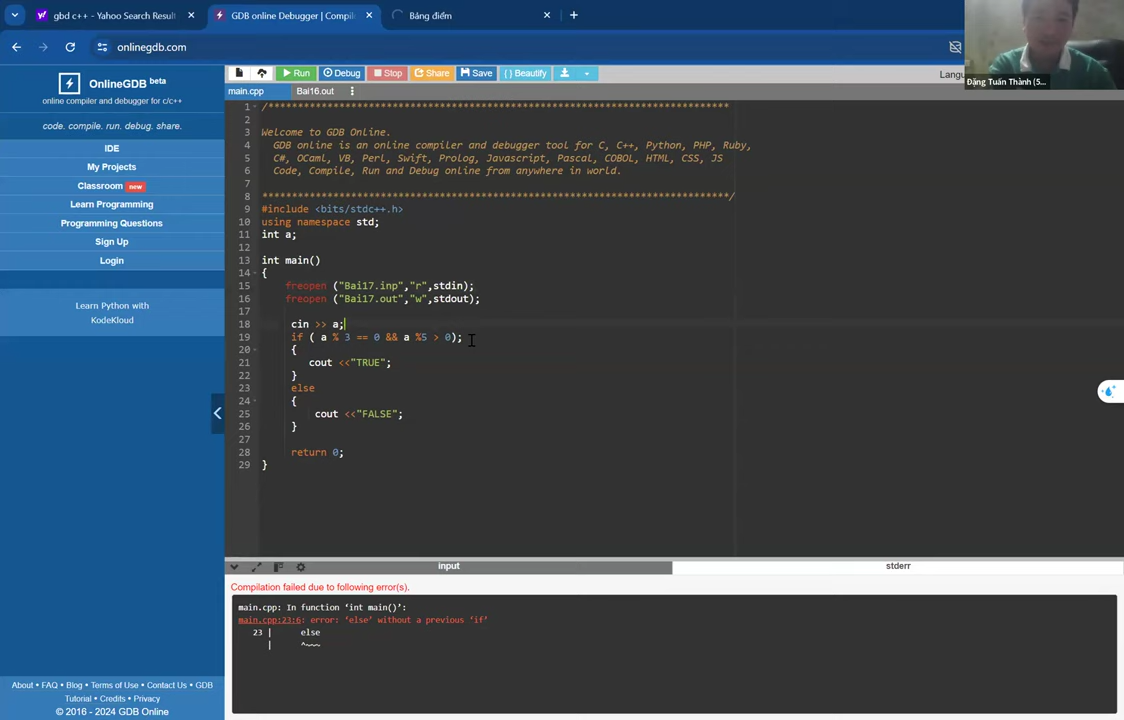 gbd c++ - Yahoo Search Result
GDB online Debugger | Compil
Bảng điểm
onlinegdb.com
OnlineGDB beta
online compiler and debugger for c/c++
code. compile. run. debug. share.
IDE
My Projects
Classroom new
Learn Programming
Programming Questions
Sign Up
Login
Learn Python with
KodeKloud
About • FAQ • Blog • Terms of Use • Contact Us • GDB
Tutorial • Credits • Privacy
© 2016 - 2024 GDB Online
Run Debug Stop Share Save { } Beautify
Langu
Đặng Tuấn Thành (5...
main.cpp Bai16.out
1 /******************************************************************************
2
3 Welcome to GDB Online.
4 GDB online is an online compiler and debugger tool for C, C++, Python, PHP, Ruby,
5 C#, OCaml, VB, Perl, Swift, Prolog, Javascript, Pascal, COBOL, HTML, CSS, JS
6 Code, Compile, Run and Debug online from anywhere in world.
7
8 *******************************************************************************/
9 #include <bits/stdc++.h>
10 using namespace std;
11 int a;
12
13 int main()
14 {
15 freopen ("Bai17.inp","r",stdin);
16 freopen ("Bai17.out","w",stdout);
17
18 cin >> a;
19 if ( a % 3 == 0 && a %5 > 0);
20 {
21 cout <<"TRUE";
22 }
23 else
24 {
25 cout <<"FALSE";
26 }
27
28 return 0;
29 }
input
stderr
Compilation failed due to following error(s).
main.cpp: In function ‘int main()’:
main.cpp:23:6: error: ‘else’ without a previous ‘if’
23 | else
| ^~~~